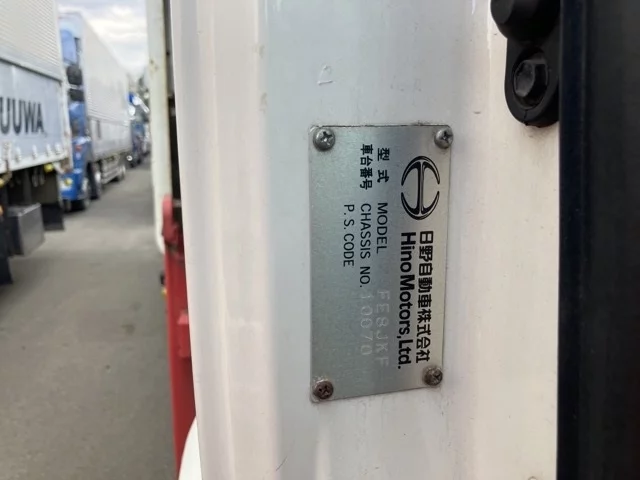 日野自動車株式会社
Hino Motors, Ltd.
型式 MODEL FE8JKF
車台番号 CHASSIS NO. 10070
P.S.CODE
UUWA